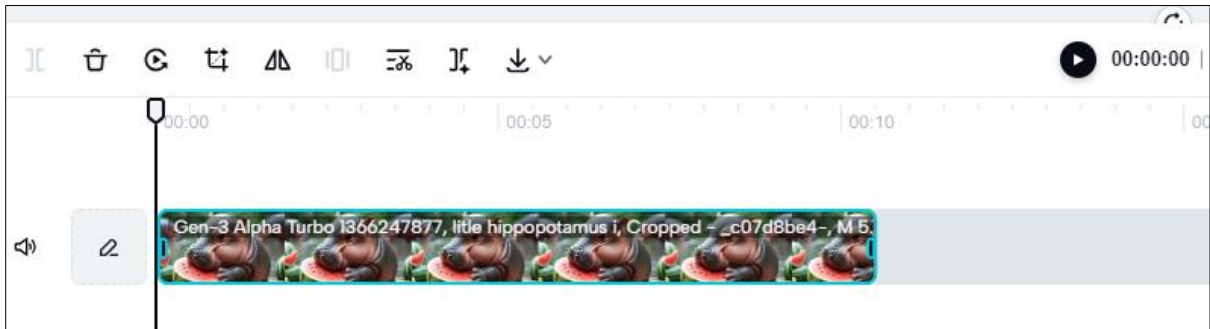 00:00:00 |
00:00 00:05 00:10 00
Gen-3 Alpha Turbo 1366247877, litle hippopotamus i, Cropped - _c07d8be4-, M 5.